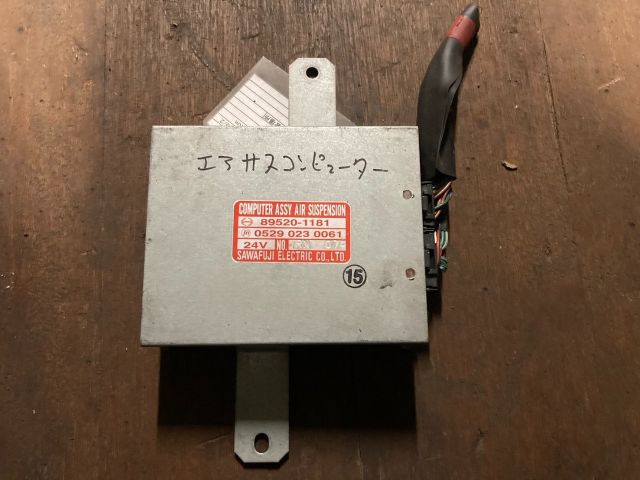 エアサスコンピューター
COMPUTER ASSY AIR SUSPENSION
89520-1181
0529 023 0061
24V NO.
SAWAFUJI ELECTRIC CO., LTD.
15